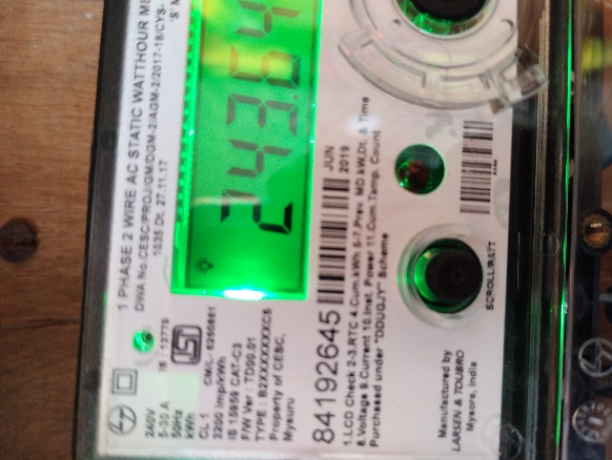 1 PHASE 2 WIRE AC STATIC WATTHOUR
DWA No.:CESC/PROJ/GM/DGM-2/AGM-2/2017-18/CYS-
1035 Dt. 27.11.17
240V
5-30 A
50Hz
kWh
IS : 13779
CL 1
3200 imp/kWh
IS 15959 CAT-C3
F/W Ver : TD00.01
TYPE : B2XXXXXXXXC5
Property of CESC,
Mysuru
84192645
JUN
2019
1.LCD Check 2-3.RTC 4.Cum.kWh 5-7.Prev. MD kW,Dt. & Time
8.Voltage 9.Current 10.Inst. Power 11.Cum.Tamp. Count
Purchased under "DDUGJY" Scheme
Manufactured by
LARSEN & TOUBRO
Mysore, India
SCROLL/BATT